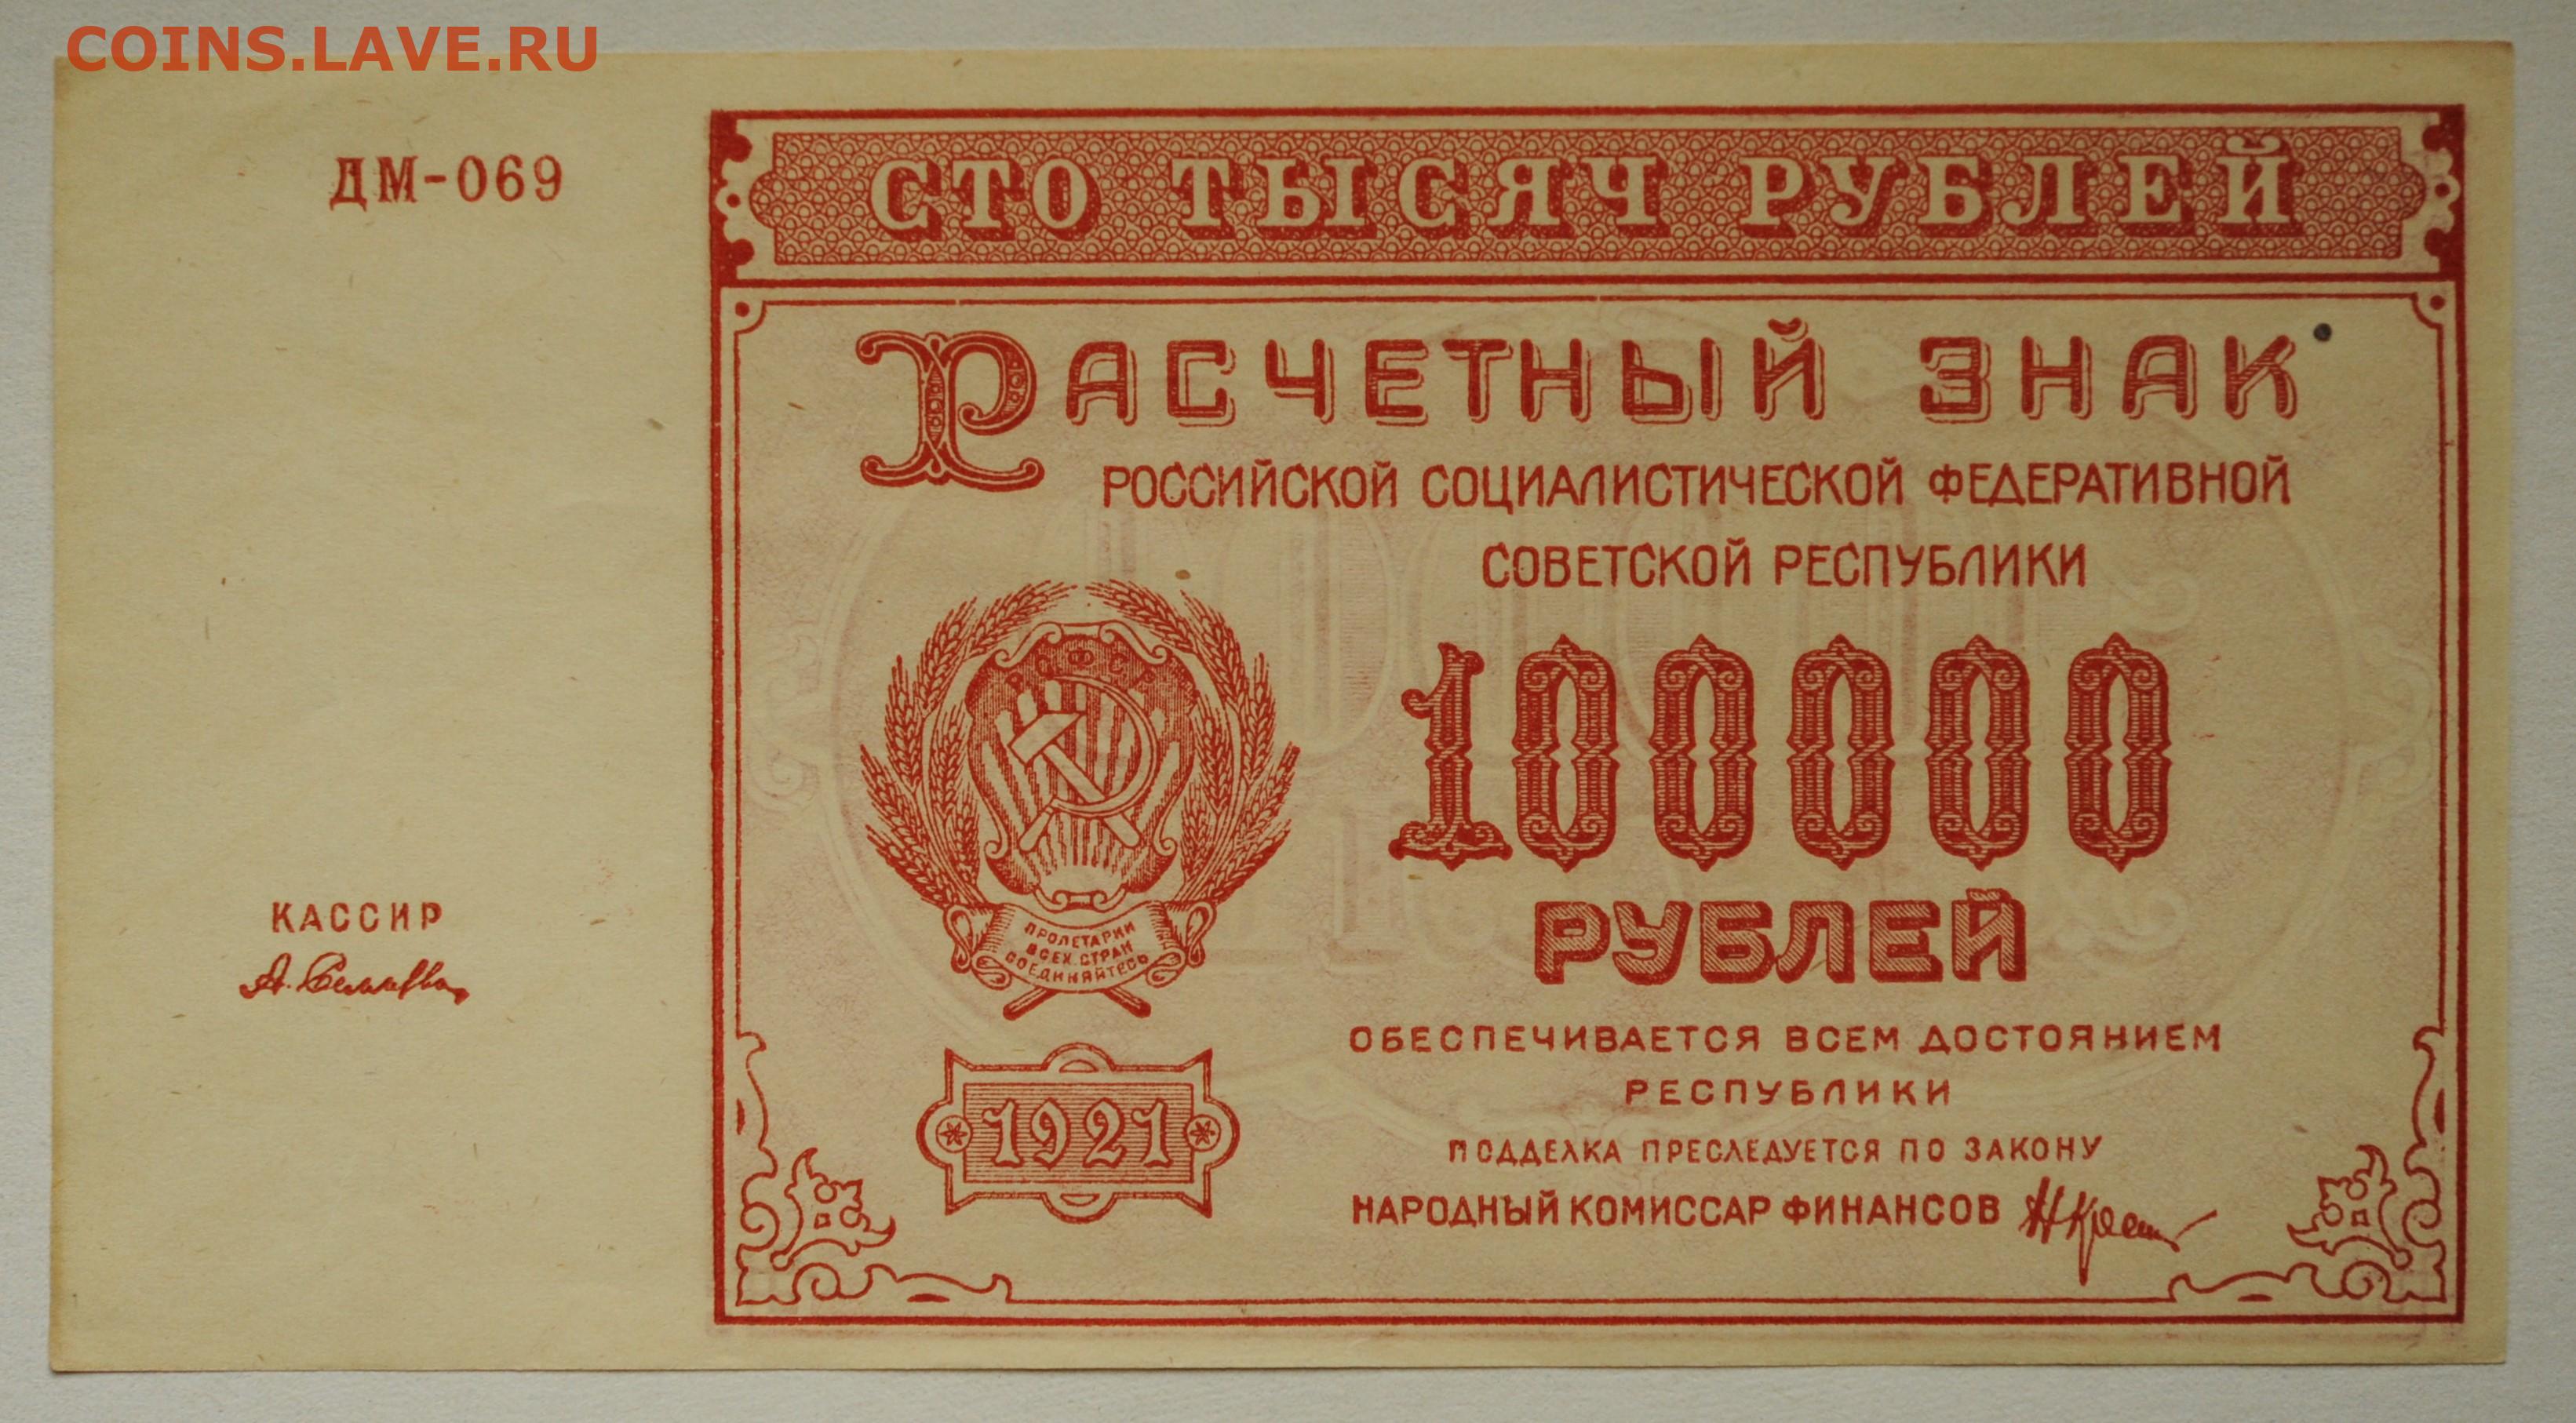 COINS.LAVE.RU
ДМ-069
СТО ТЫСЯЧ РУБЛЕЙ
РАСЧЕТНЫЙ ЗНАК
РОССИЙСКОЙ СОЦИАЛИСТИЧЕСКОЙ ФЕДЕРАТИВНОЙ
СОВЕТСКОЙ РЕСПУБЛИКИ
100000
РУБЛЕЙ
ПРОЛЕТАРИИ
ВСЕХ СТРАН
СОЕДИНЯЙТЕСЬ
КАССИР
1921
ОБЕСПЕЧИВАЕТСЯ ВСЕМ ДОСТОЯНИЕМ
РЕСПУБЛИКИ
ПОДДЕЛКА ПРЕСЛЕДУЕТСЯ ПО ЗАКОНУ
НАРОДНЫЙ КОМИССАР ФИНАНСОВ